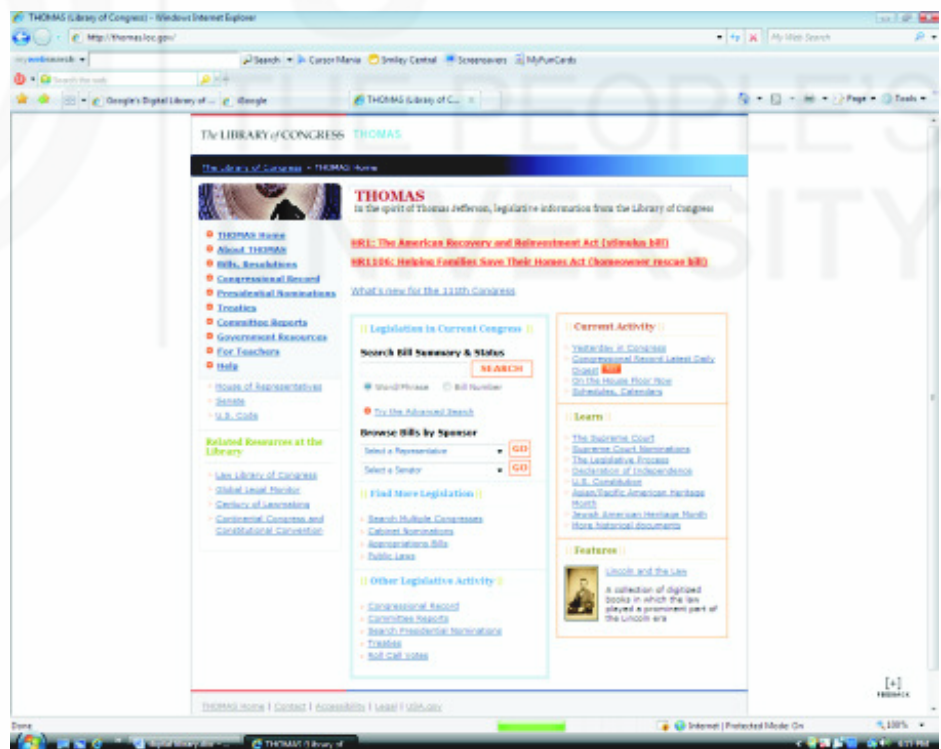 THOMAS (Library of Congress) - Windows Internet Explorer
http://thomas.loc.gov/
My Web Search
mywebsearch
Search
Cursor Mania
Smiley Central
Screensavers
MyFunCards
Search the web
Google's Digital Library of ...
iGoogle
THOMAS (Library of C...
Page
Tools
THE PEOPLE'S
UNIVERSITY
The LIBRARY of CONGRESS THOMAS
The Library of Congress > THOMAS Home
THOMAS
In the spirit of Thomas Jefferson, legislative information from the Library of Congress
THOMAS Home
About THOMAS
Bills, Resolutions
Congressional Record
Presidential Nominations
Treaties
Committee Reports
Government Resources
For Teachers
Help
House of Representatives
Senate
U.S. Code
Related Resources at the
Library
Law Library of Congress
Global Legal Monitor
Century of Lawmaking
Continental Congress and
Constitutional Convention
HR1: The American Recovery and Reinvestment Act (stimulus bill)
HR1106: Helping Families Save Their Homes Act (homeowner rescue bill)
What's new for the 111th Congress
Legislation in Current Congress
Search Bill Summary & Status
SEARCH
Word/Phrase Bill Number
Try the Advanced Search
Browse Bills by Sponsor
Select a Representative GO
Select a Senator GO
Find More Legislation
Search Multiple Congresses
Cabinet Nominations
Appropriations Bills
Public Laws
Other Legislative Activity
Congressional Record
Committee Reports
Search Presidential Nominations
Treaties
Roll Call Votes
Current Activity
Yesterday in Congress
Congressional Record Latest Daily
Digest
On the House Floor Now
Schedules, Calendars
Learn
The Supreme Court
Supreme Court Nominations
The Legislative Process
Declaration of Independence
U.S. Constitution
Asian/Pacific American Heritage
Month
Jewish American Heritage Month
More historical documents
Features
Lincoln and the Law
A collection of digitized
books in which the law
played a prominent part of
the Lincoln era
[+]
FEEDBACK
THOMAS Home | Contact | Accessibility | Legal | USA.gov
Done
Internet | Protected Mode: On
100%
digital library.doc - ...
THOMAS (Library of